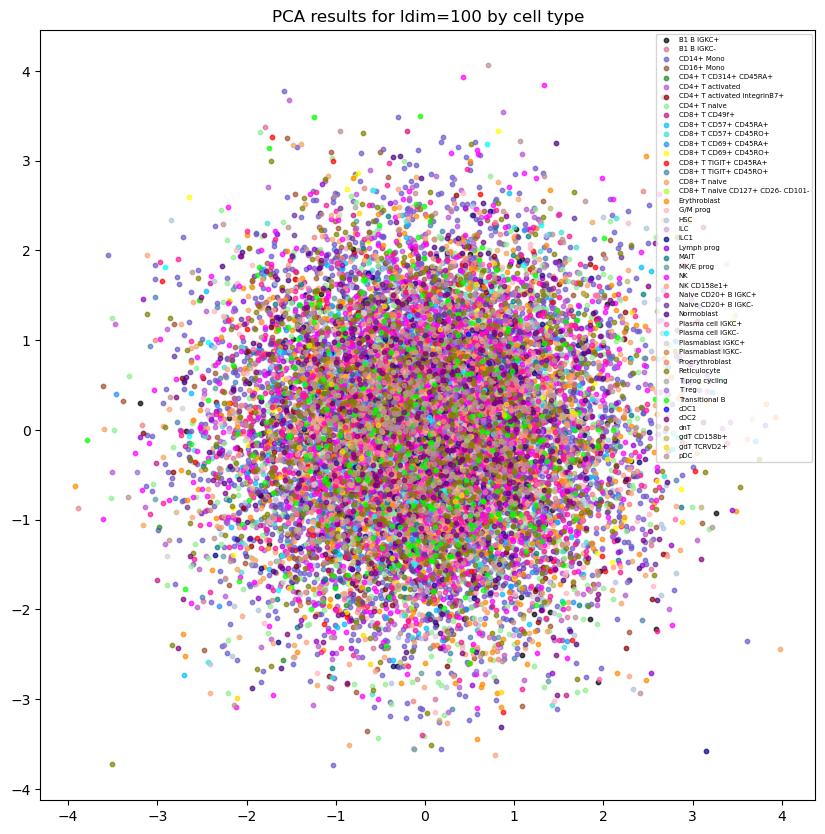 PCA results for ldim=100 by cell type
B1 B IGKC+
B1 B IGKC-
CD14+ Mono
CD16+ Mono
CD4+ T CD314+ CD45RA+
CD4+ T activated
CD4+ T activated integrinB7+
CD4+ T naive
CD8+ T CD49f+
CD8+ T CD57+ CD45RA+
CD8+ T CD57+ CD45RO+
CD8+ T CD69+ CD45RA+
CD8+ T CD69+ CD45RO+
CD8+ T TIGIT+ CD45RA+
CD8+ T TIGIT+ CD45RO+
CD8+ T naive
CD8+ T naive CD127+ CD26- CD101-
Erythroblast
G/M prog
HSC
ILC
ILC1
Lymph prog
MAIT
MK/E prog
NK
NK CD158e1+
Naive CD20+ B IGKC+
Naive CD20+ B IGKC-
Normoblast
Plasma cell IGKC+
Plasma cell IGKC-
Plasmablast IGKC+
Plasmablast IGKC-
Proerythroblast
Reticulocyte
T prog cycling
T reg
Transitional B
cDC1
cDC2
dnT
gdT CD158b+
gdT TCRVD2+
pDC
4
3
2
1
0
−1
−2
−3
−4
−4 −3 −2 −1 0 1 2 3 4